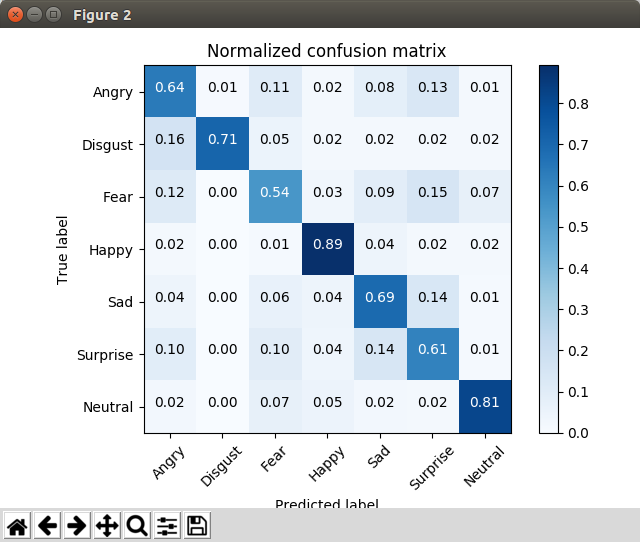 Figure 2
Normalized confusion matrix
True label
Angry 0.64 0.01 0.11 0.02 0.08 0.13 0.01
Disgust 0.16 0.71 0.05 0.02 0.02 0.02 0.02
Fear 0.12 0.00 0.54 0.03 0.09 0.15 0.07
Happy 0.02 0.00 0.01 0.89 0.04 0.02 0.02
Sad 0.04 0.00 0.06 0.04 0.69 0.14 0.01
Surprise 0.10 0.00 0.10 0.04 0.14 0.61 0.01
Neutral 0.02 0.00 0.07 0.05 0.02 0.02 0.81
Angry Disgust Fear Happy Sad Surprise Neutral
Predicted label
0.8
0.7
0.6
0.5
0.4
0.3
0.2
0.1
0.0